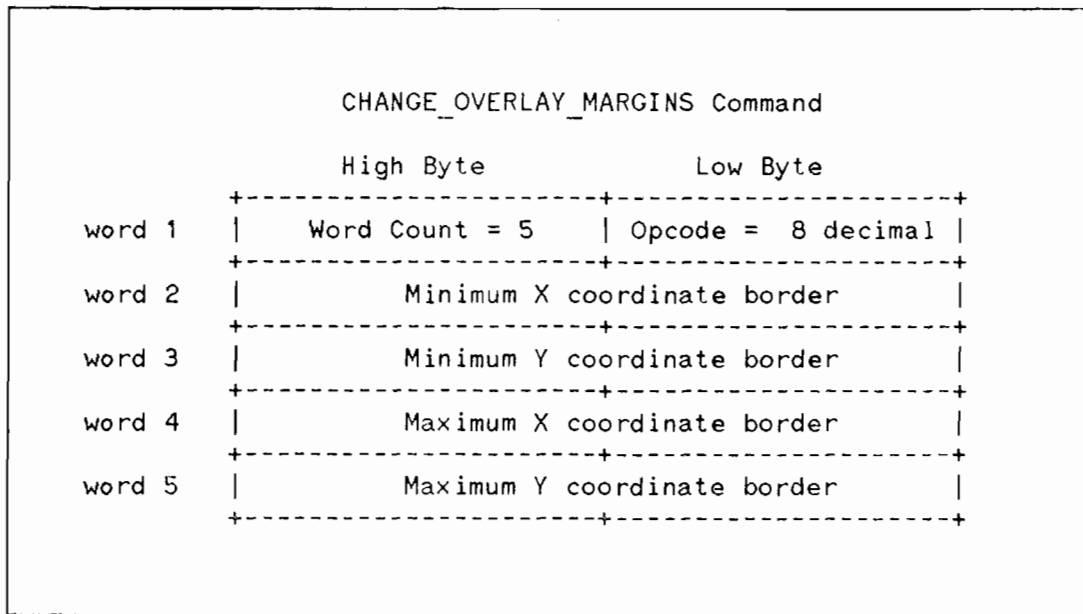 CHANGE_OVERLAY_MARGINS Command
High Byte Low Byte
word 1 | Word Count = 5 | Opcode = 8 decimal |
word 2 | Minimum X coordinate border |
word 3 | Minimum Y coordinate border |
word 4 | Maximum X coordinate border |
word 5 | Maximum Y coordinate border |